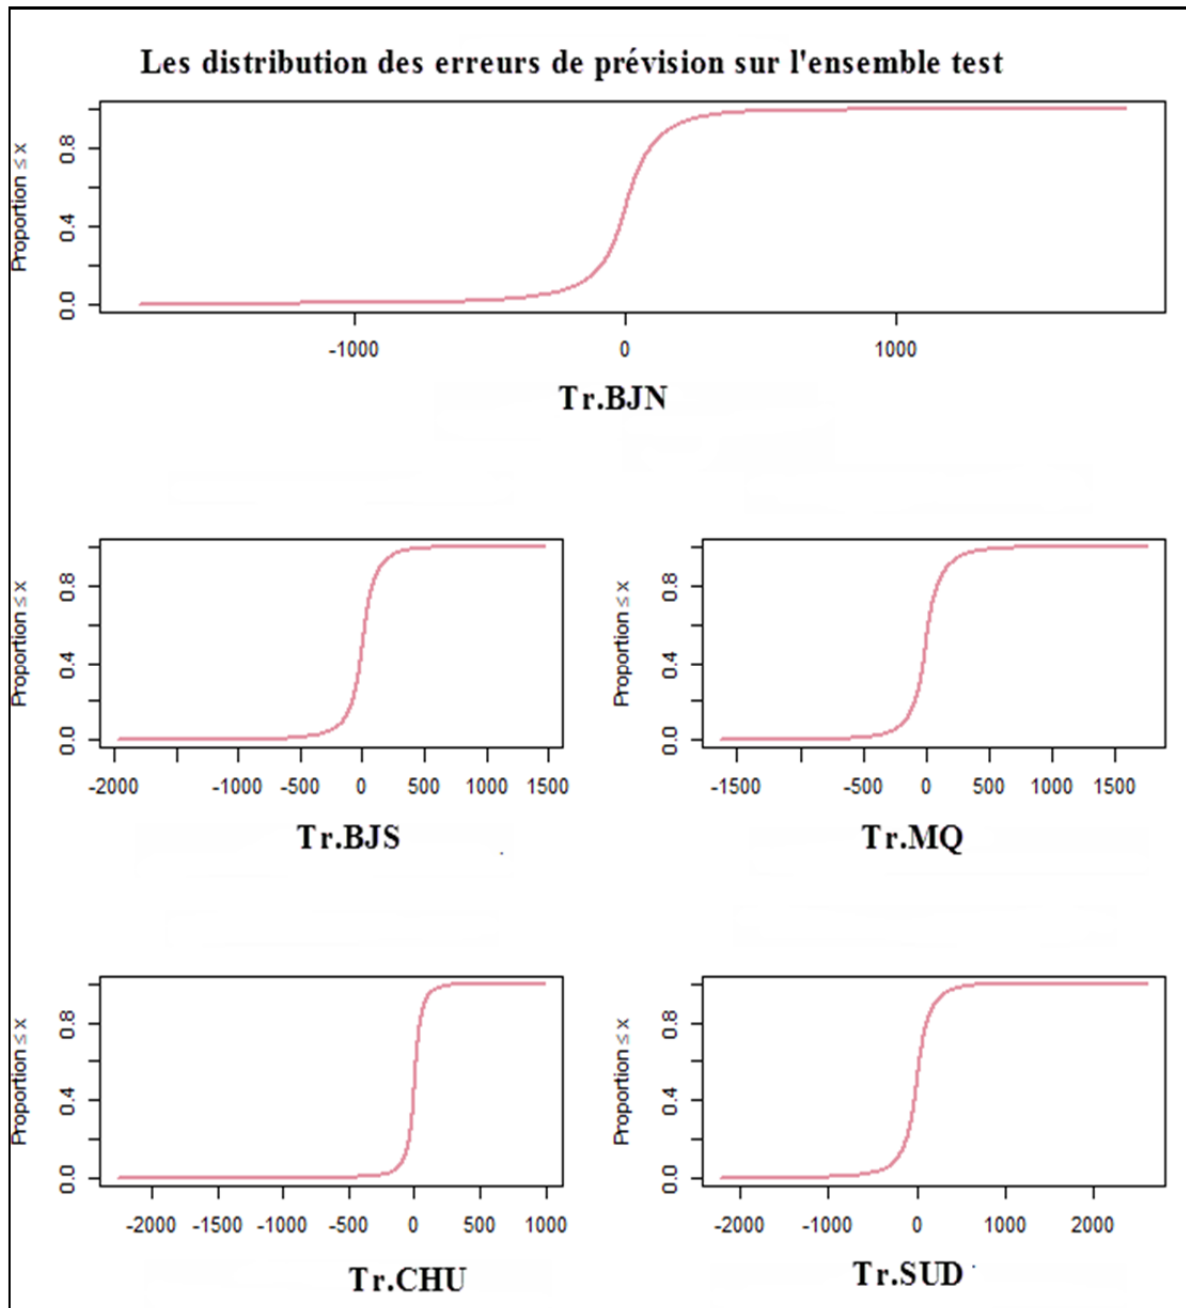 Les distribution des erreurs de prévision sur l'ensemble test
Proportion ≤ x
0.0 0.4 0.8
-1000 0 1000
Tr.BJN
Proportion ≤ x
0.0 0.4 0.8
-2000 -1000 -500 0 500 1000 1500
Tr.BJS
Proportion ≤ x
0.0 0.4 0.8
-1500 -500 0 500 1000 1500
Tr.MQ
Proportion ≤ x
0.0 0.4 0.8
-2000 -1500 -1000 -500 0 500 1000
Tr.CHU
Proportion ≤ x
0.0 0.4 0.8
-2000 -1000 0 1000 2000
Tr.SUD